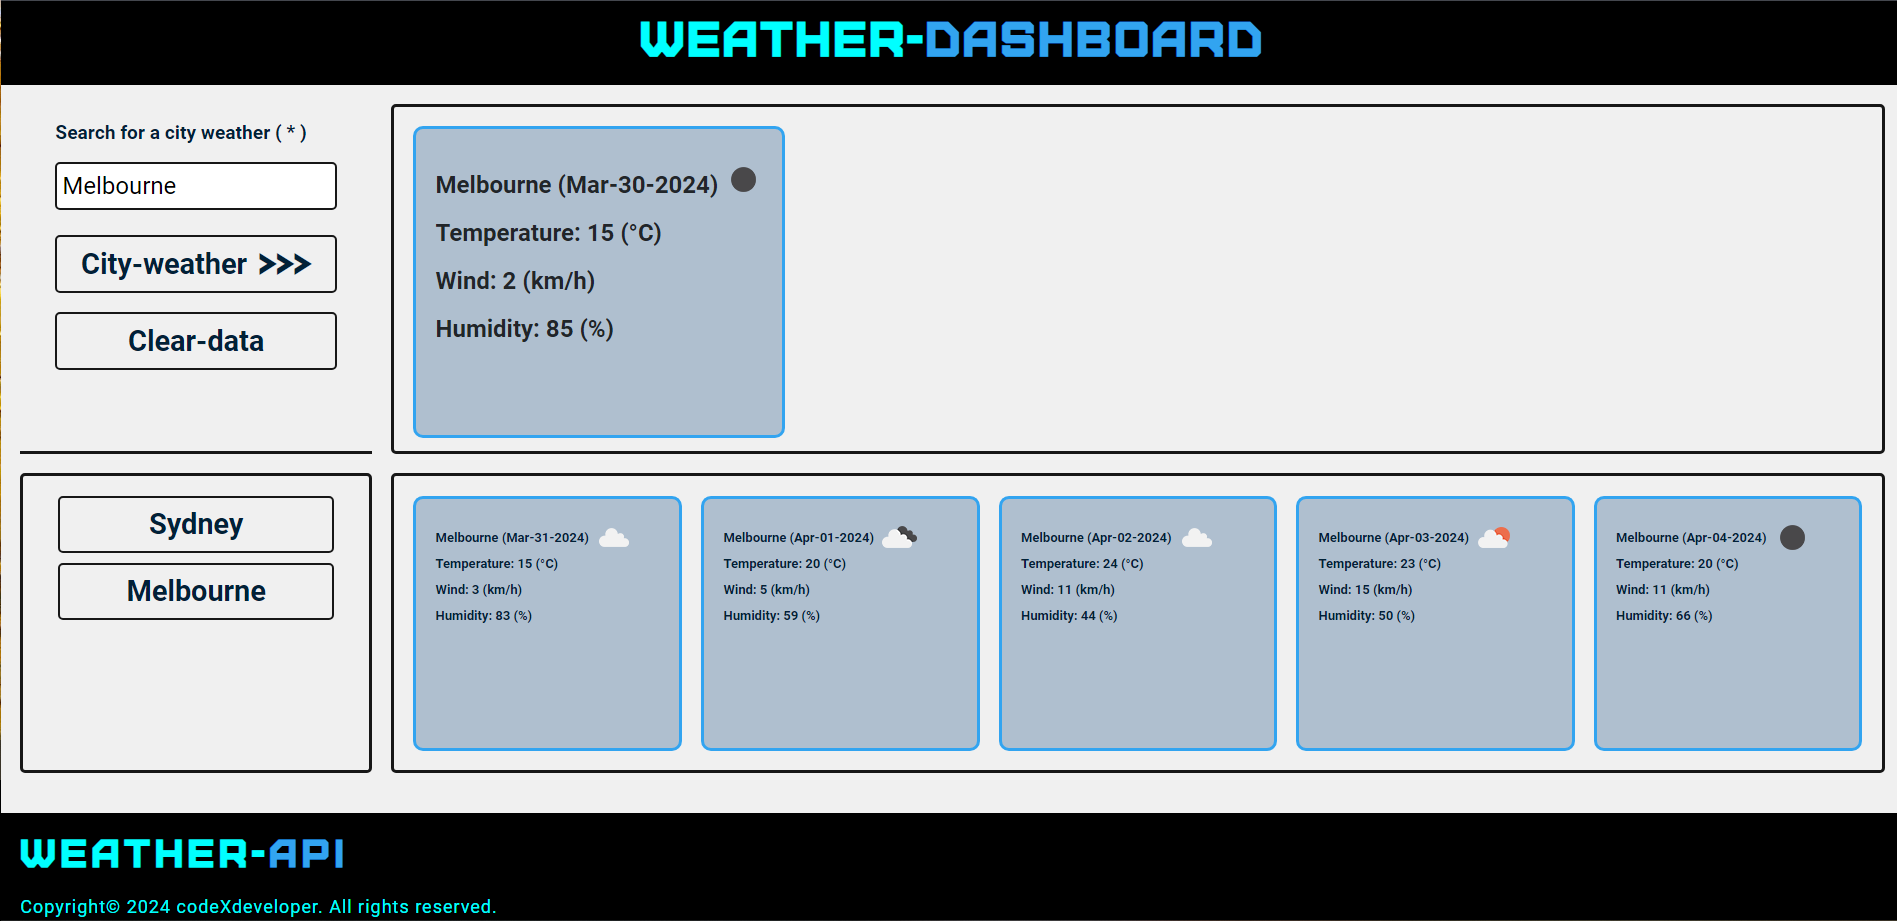 WEATHER-DASHBOARD
Search for a city weather ( * )
Melbourne
City-weather >>>
Clear-data
Melbourne (Mar-30-2024)
Temperature: 15 (°C)
Wind: 2 (km/h)
Humidity: 85 (%)
Sydney
Melbourne
Melbourne (Mar-31-2024)
Temperature: 15 (°C)
Wind: 3 (km/h)
Humidity: 83 (%)
Melbourne (Apr-01-2024)
Temperature: 20 (°C)
Wind: 5 (km/h)
Humidity: 59 (%)
Melbourne (Apr-02-2024)
Temperature: 24 (°C)
Wind: 11 (km/h)
Humidity: 44 (%)
Melbourne (Apr-03-2024)
Temperature: 23 (°C)
Wind: 15 (km/h)
Humidity: 50 (%)
Melbourne (Apr-04-2024)
Temperature: 20 (°C)
Wind: 11 (km/h)
Humidity: 66 (%)
WEATHER-API
Copyright© 2024 codeXdeveloper. All rights reserved.